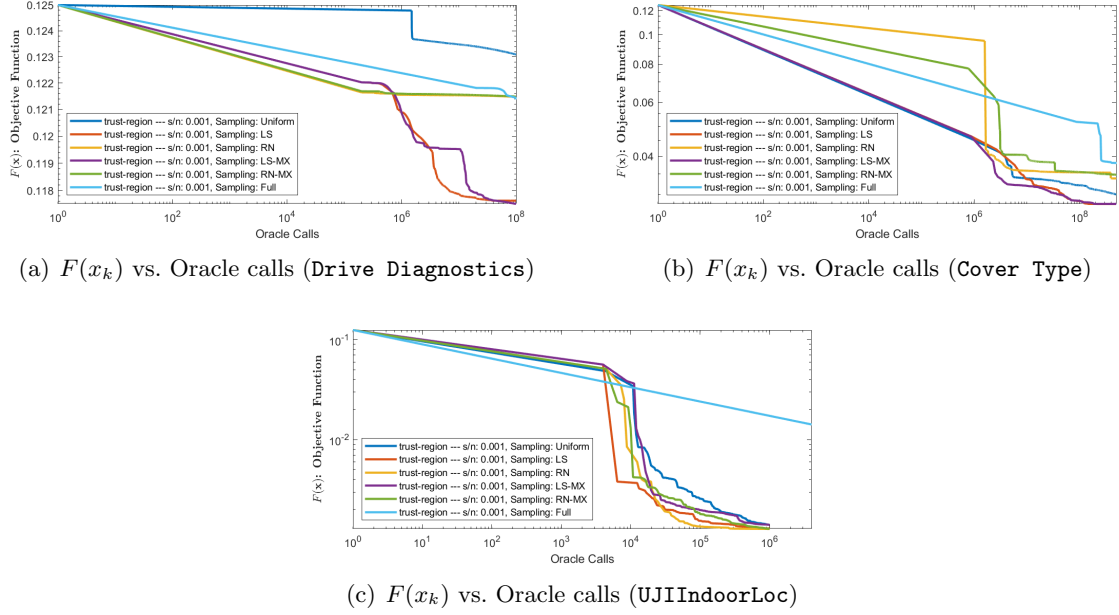 0.125
0.124
0.123
0.122
0.121
0.12
0.119
0.118
F(x): Objective Function
trust-region --- s/n: 0.001, Sampling: Uniform
trust-region --- s/n: 0.001, Sampling: LS
trust-region --- s/n: 0.001, Sampling: RN
trust-region --- s/n: 0.001, Sampling: LS-MX
trust-region --- s/n: 0.001, Sampling: RN-MX
trust-region --- s/n: 0.001, Sampling: Full
10^0 10^2 10^4 10^6 10^8
Oracle Calls
(a) F(x_k) vs. Oracle calls (Drive Diagnostics)
0.12
0.1
0.08
0.06
0.04
F(x): Objective Function
trust-region --- s/n: 0.001, Sampling: Uniform
trust-region --- s/n: 0.001, Sampling: LS
trust-region --- s/n: 0.001, Sampling: RN
trust-region --- s/n: 0.001, Sampling: LS-MX
trust-region --- s/n: 0.001, Sampling: RN-MX
trust-region --- s/n: 0.001, Sampling: Full
10^0 10^2 10^4 10^6 10^8
Oracle Calls
(b) F(x_k) vs. Oracle calls (Cover Type)
10^-1
10^-2
F(x): Objective Function
trust-region --- s/n: 0.001, Sampling: Uniform
trust-region --- s/n: 0.001, Sampling: LS
trust-region --- s/n: 0.001, Sampling: RN
trust-region --- s/n: 0.001, Sampling: LS-MX
trust-region --- s/n: 0.001, Sampling: RN-MX
trust-region --- s/n: 0.001, Sampling: Full
10^0 10^1 10^2 10^3 10^4 10^5 10^6
Oracle Calls
(c) F(x_k) vs. Oracle calls (UJIIndoorLoc)